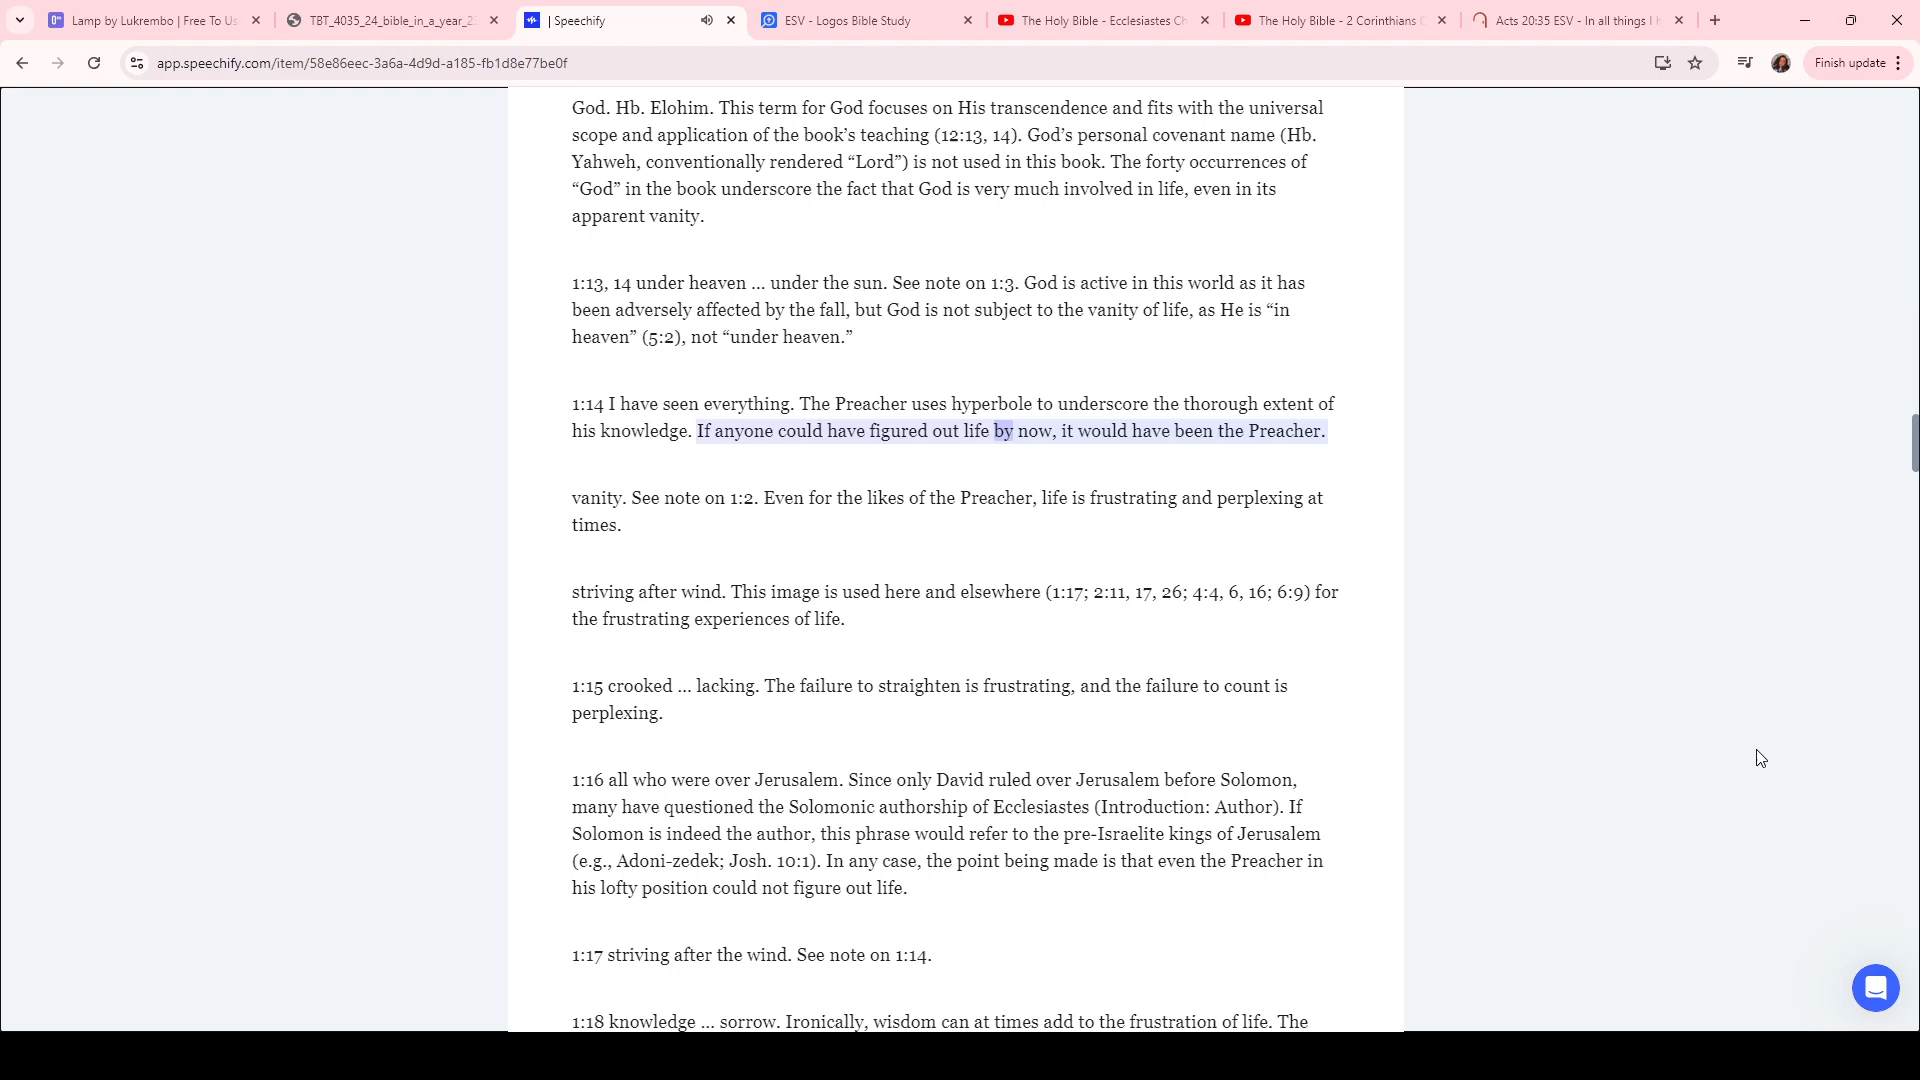 Lamp by Lukrembo | Free To Us
TBT_4035_24_bible_in_a_year_2
| Speechify
ESV - Logos Bible Study
The Holy Bible - Ecclesiastes Ch
The Holy Bible - 2 Corinthians C
Acts 20:35 ESV - In all things I h
app.speechify.com/item/58e86eec-3a6a-4d9d-a185-fb1d8e77be0f
Finish update
God. Hb. Elohim. This term for God focuses on His transcendence and fits with the universal
scope and application of the book’s teaching (12:13, 14). God’s personal covenant name (Hb.
Yahweh, conventionally rendered “Lord”) is not used in this book. The forty occurrences of
“God” in the book underscore the fact that God is very much involved in life, even in its
apparent vanity.
1:13, 14 under heaven ... under the sun. See note on 1:3. God is active in this world as it has
been adversely affected by the fall, but God is not subject to the vanity of life, as He is “in
heaven” (5:2), not “under heaven.”
1:14 I have seen everything. The Preacher uses hyperbole to underscore the thorough extent of
his knowledge. If anyone could have figured out life by now, it would have been the Preacher.
vanity. See note on 1:2. Even for the likes of the Preacher, life is frustrating and perplexing at
times.
striving after wind. This image is used here and elsewhere (1:17; 2:11, 17, 26; 4:4, 6, 16; 6:9) for
the frustrating experiences of life.
1:15 crooked ... lacking. The failure to straighten is frustrating, and the failure to count is
perplexing.
1:16 all who were over Jerusalem. Since only David ruled over Jerusalem before Solomon,
many have questioned the Solomonic authorship of Ecclesiastes (Introduction: Author). If
Solomon is indeed the author, this phrase would refer to the pre-Israelite kings of Jerusalem
(e.g., Adoni-zedek; Josh. 10:1). In any case, the point being made is that even the Preacher in
his lofty position could not figure out life.
1:17 striving after the wind. See note on 1:14.
1:18 knowledge ... sorrow. Ironically, wisdom can at times add to the frustration of life. The